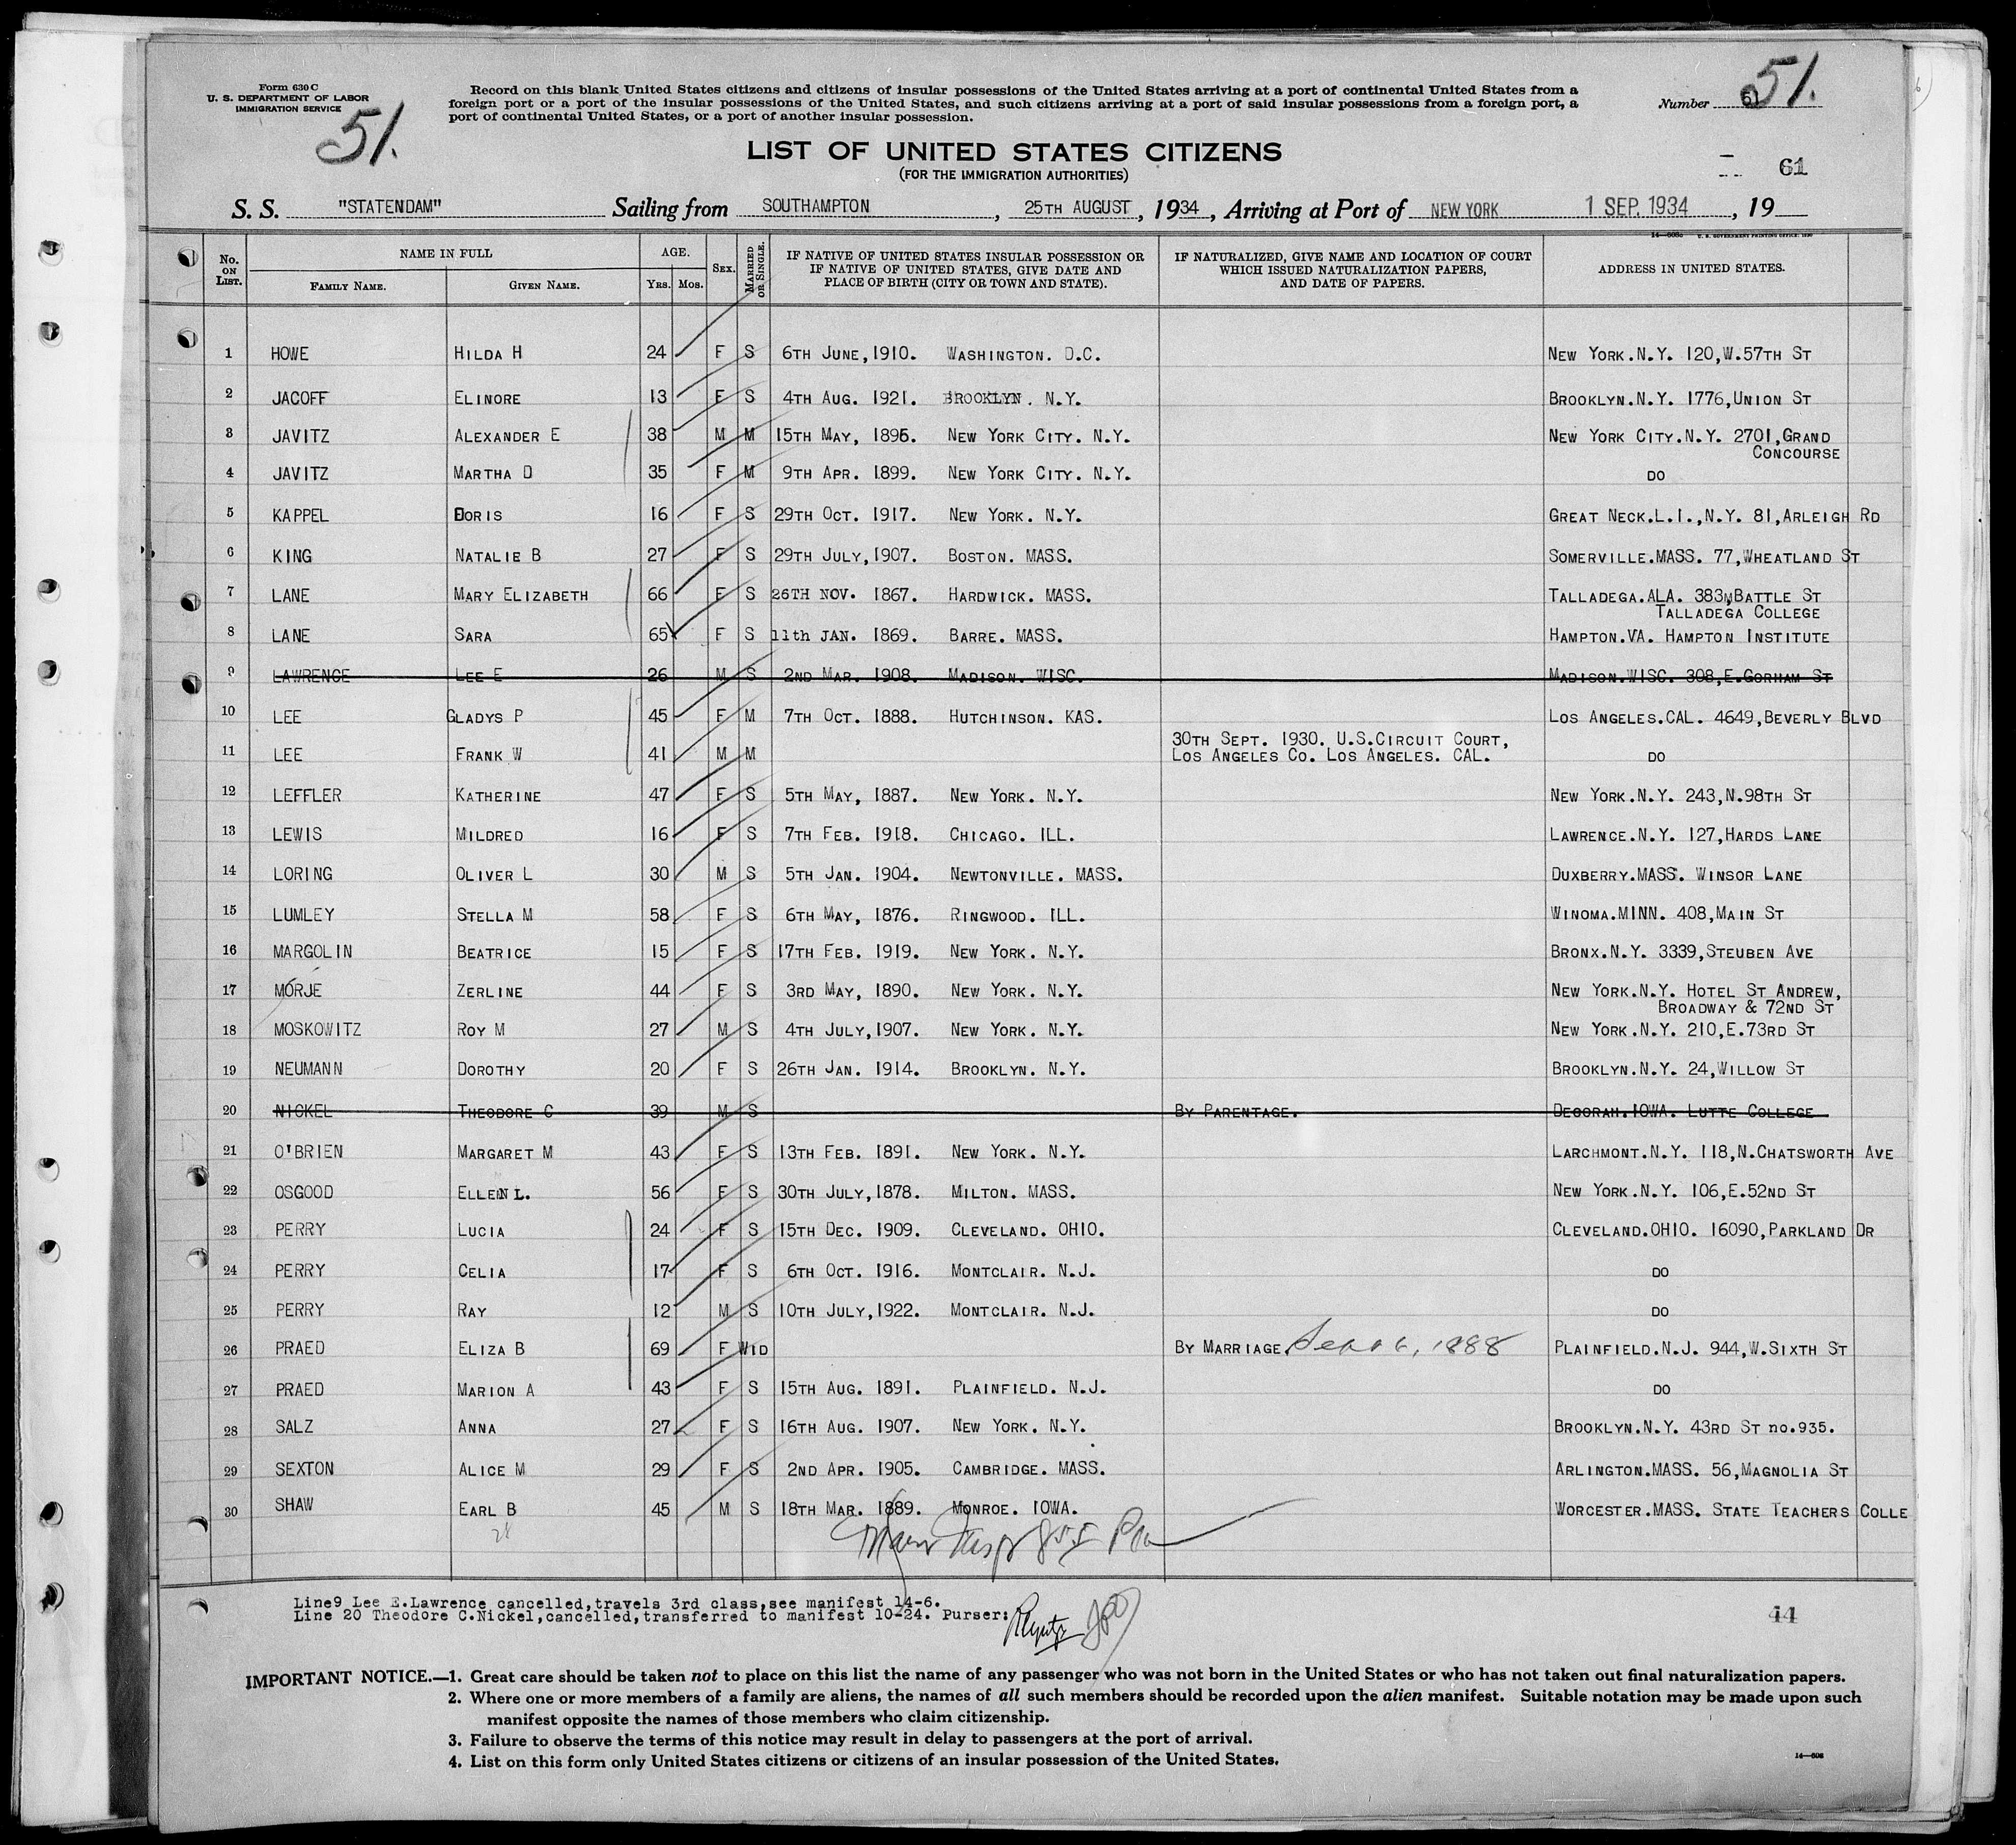 Form 630 C
U. S. DEPARTMENT OF LABOR
IMMIGRATION SERVICE
51.
Record on this blank United States citizens and citizens of insular possessions of the United States arriving at a port of continental United States from a
foreign port or a port of the insular possessions of the United States, and such citizens arriving at a port of said insular possessions from a foreign port, a
port of continental United States, or a port of another insular possession.
Number 51.
LIST OF UNITED STATES CITIZENS
(FOR THE IMMIGRATION AUTHORITIES)
61
S. S. "STATENDAM" Sailing from SOUTHAMPTON, 25TH AUGUST, 1934, Arriving at Port of NEW YORK 1 SEP. 1934, 19
No. ON LIST. NAME IN FULL FAMILY NAME. GIVEN NAME. AGE. YRS. MOS. SEX. MARRIED OR SINGLE. IF NATIVE OF UNITED STATES INSULAR POSSESSION OR IF NATIVE OF UNITED STATES, GIVE DATE AND PLACE OF BIRTH (CITY OR TOWN AND STATE). IF NATURALIZED, GIVE NAME AND LOCATION OF COURT WHICH ISSUED NATURALIZATION PAPERS, AND DATE OF PAPERS. ADDRESS IN UNITED STATES.
1 HOWE HILDA H 24 F S 6TH JUNE, 1910. WASHINGTON. D.C. NEW YORK.N.Y. 120,W.57TH ST
2 JACOFF ELINORE 13 F S 4TH AUG. 1921. BROOKLYN. N.Y. BROOKLYN.N.Y. 1776,UNION ST
3 JAVITZ ALEXANDER E 38 M M 15TH MAY, 1896. NEW YORK CITY. N.Y. NEW YORK CITY.N.Y. 2701,GRAND
CONCOURSE
4 JAVITZ MARTHA D 35 F M 9TH APR. 1899. NEW YORK CITY. N.Y. DO
5 KAPPEL DORIS 16 F S 29TH OCT. 1917. NEW YORK. N.Y. GREAT NECK.L.I.,N.Y. 81,ARLEIGH RD
6 KING NATALIE B 27 F S 29TH JULY,1907. BOSTON. MASS. SOMERVILLE.MASS. 77,WHEATLAND ST
7 LANE MARY ELIZABETH 66 F S 26TH NOV. 1867. HARDWICK. MASS. TALLADEGA.ALA. 383,BATTLE ST
TALLADEGA COLLEGE
8 LANE SARA 65 F S 11th JAN. 1869. BARRE. MASS. HAMPTON.VA. HAMPTON INSTITUTE
9 LAWRENCE LEE E 26 M S 2ND MAR. 1908. MADISON. WISC. MADISON.WISC. 308,E.GORHAM ST
10 LEE GLADYS P 45 F M 7TH OCT. 1888. HUTCHINSON. KAS. LOS ANGELES.CAL. 4649,BEVERLY BLVD
30TH SEPT. 1930. U.S.CIRCUIT COURT,
11 LEE FRANK W 41 M M LOS ANGELES CO. LOS ANGELES. CAL. DO
12 LEFFLER KATHERINE 47 F S 5TH MAY, 1887. NEW YORK. N.Y. NEW YORK.N.Y. 243,N.98TH ST
13 LEWIS MILDRED 16 F S 7TH FEB. 1918. CHICAGO. ILL. LAWRENCE.N.Y. 127,HARDS LANE
14 LORING OLIVER L 30 M S 5TH JAN. 1904. NEWTONVILLE. MASS. DUXBERRY.MASS. WINSOR LANE
15 LUMLEY STELLA M 58 F S 6TH MAY, 1876. RINGWOOD. ILL. WINOMA.MINN. 408,MAIN ST
16 MARGOLIN BEATRICE 15 F S 17TH FEB. 1919. NEW YORK. N.Y. BRONX.N.Y. 3339,STEUBEN AVE
17 MORJE ZERLINE 44 F S 3RD MAY, 1890. NEW YORK. N.Y. NEW YORK.N.Y. HOTEL ST ANDREW,
BROADWAY & 72ND ST
18 MOSKOWITZ ROY M 27 M S 4TH JULY,1907. NEW YORK. N.Y. NEW YORK.N.Y. 210,E.73RD ST
19 NEUMANN DOROTHY 20 F S 26TH JAN. 1914. BROOKLYN. N.Y. BROOKLYN.N.Y. 24,WILLOW ST
20 NICKEL THEODORE C 39 M S BY PARENTAGE. DECORAH.IOWA. LUTTE COLLEGE
21 O'BRIEN MARGARET M 43 F S 13TH FEB. 1891. NEW YORK. N.Y. LARCHMONT.N.Y. 118,N.CHATSWORTH AVE
22 OSGOOD ELLEN L. 56 F S 30TH JULY,1878. MILTON. MASS. NEW YORK.N.Y. 106,E.52ND ST
23 PERRY LUCIA 24 F S 15TH DEC. 1909. CLEVELAND. OHIO. CLEVELAND.OHIO. 16090,PARKLAND DR
24 PERRY CELIA 17 F S 6TH OCT. 1916. MONTCLAIR. N.J. DO
25 PERRY RAY 12 M S 10TH JULY,1922. MONTCLAIR. N.J. DO
26 PRAED ELIZA B 69 F WID BY MARRIAGE. 6, 1888 PLAINFIELD.N.J. 944,W.SIXTH ST
27 PRAED MARION A 43 F S 15TH AUG. 1891. PLAINFIELD. N.J. DO
28 SALZ ANNA 27 F S 16TH AUG. 1907. NEW YORK. N.Y. BROOKLYN.N.Y. 43RD ST no.935.
29 SEXTON ALICE M 29 F S 2ND APR. 1905. CAMBRIDGE. MASS. ARLINGTON.MASS. 56,MAGNOLIA ST
30 SHAW EARL B 45 M S 18TH MAR. 1889. MONROE. IOWA. WORCESTER.MASS. STATE TEACHERS COLLE
28
Line9 Lee E.Lawrence cancelled,travels 3rd class,see manifest 14-6.
Line 20 Theodore C.Nickel,cancelled,transferred to manifest 10-24. Purser:
44
IMPORTANT NOTICE.—1. Great care should be taken not to place on this list the name of any passenger who was not born in the United States or who has not taken out final naturalization papers.
2. Where one or more members of a family are aliens, the names of all such members should be recorded upon the alien manifest. Suitable notation may be made upon such
manifest opposite the names of those members who claim citizenship.
3. Failure to observe the terms of this notice may result in delay to passengers at the port of arrival.
4. List on this form only United States citizens or citizens of an insular possession of the United States.
14—608